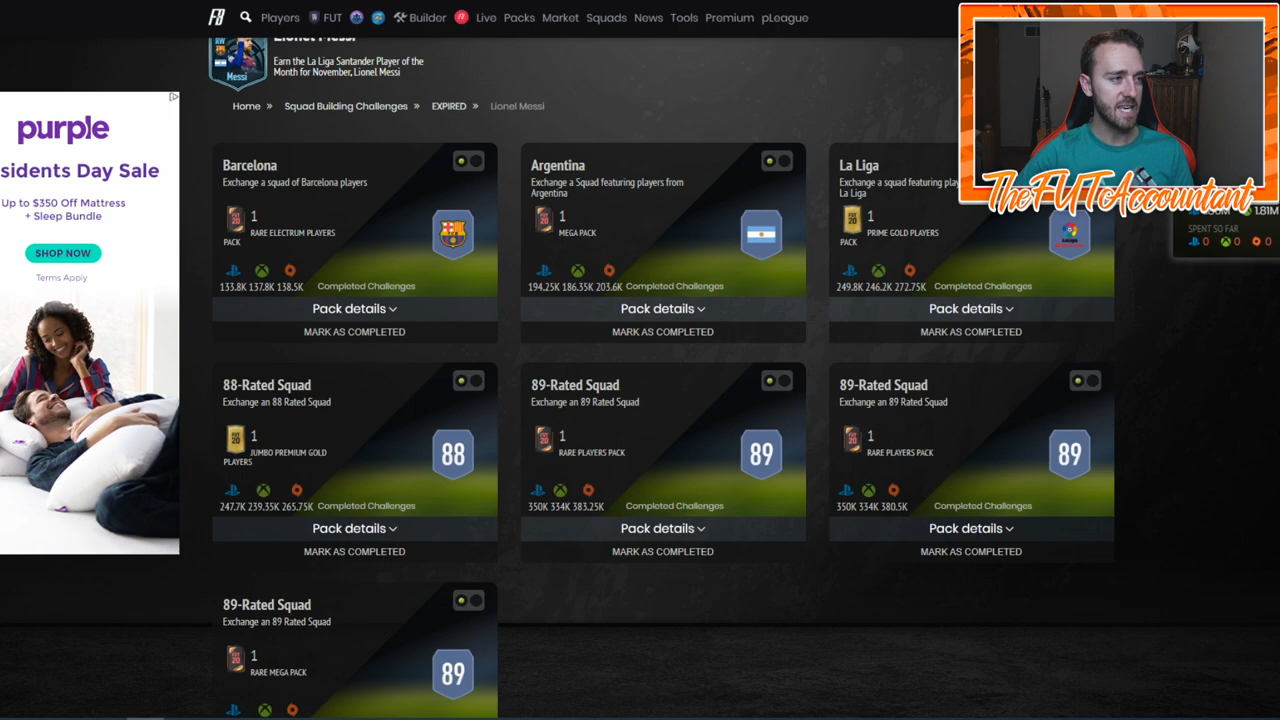 FB Players FUT Builder Live Packs Market Squads News Tools Premium pLeague
Lionel Messi
Earn the La Liga Santander Player of the
Month for November, Lionel Messi
RW
Messi
Home » Squad Building Challenges » EXPIRED » Lionel Messi
purple
sidents Day Sale
Up to $350 Off Mattress
+ Sleep Bundle
SHOP NOW
Terms Apply
Barcelona
Exchange a squad of Barcelona players
1
RARE ELECTRUM PLAYERS
PACK
133.8K 137.8K 138.5K Completed Challenges
Pack details
MARK AS COMPLETED
Argentina
Exchange a Squad featuring players from
Argentina
1
MEGA PACK
194.25K 186.35K 203.6K Completed Challenges
Pack details
MARK AS COMPLETED
La Liga
Exchange a squad featuring pla
La Liga
1
PRIME GOLD PLAYERS
PACK
249.8K 246.2K 272.75K Completed Challenges
Pack details
MARK AS COMPLETED
TheFUTAccountant
1.81M
SPENT SO FAR
0 0 0
88-Rated Squad
Exchange an 88 Rated Squad
1
JUMBO PREMIUM GOLD
PLAYERS
88
247.7K 239.35K 265.75K Completed Challenges
Pack details
MARK AS COMPLETED
89-Rated Squad
Exchange an 89 Rated Squad
1
RARE PLAYERS PACK
89
350K 334K 383.25K Completed Challenges
Pack details
MARK AS COMPLETED
89-Rated Squad
Exchange an 89 Rated Squad
1
RARE PLAYERS PACK
89
350K 334K 380.5K Completed Challenges
Pack details
MARK AS COMPLETED
89-Rated Squad
Exchange an 89 Rated Squad
1
RARE MEGA PACK
89